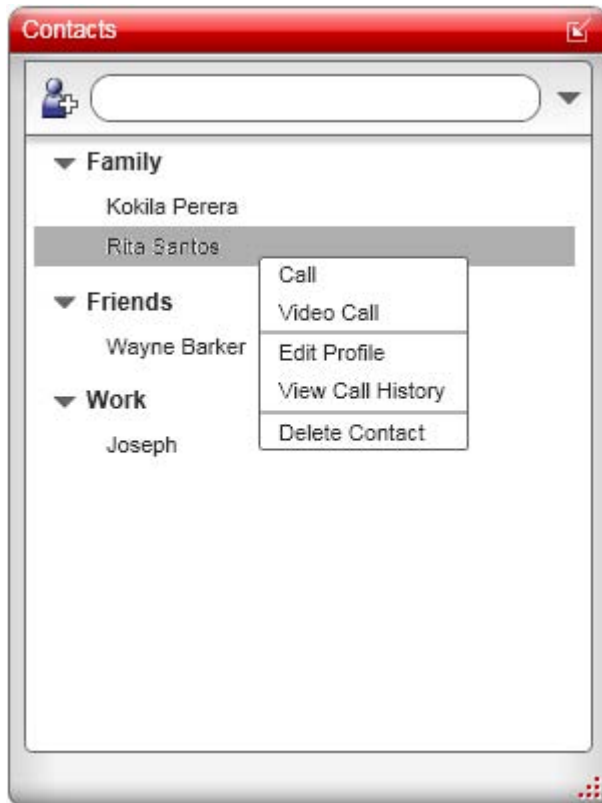 Contacts
Family
Kokila Perera
Rita Santos
Call
Video Call
Friends
Edit Profile
Wayne Barker
View Call History
Work
Delete Contact
Joseph